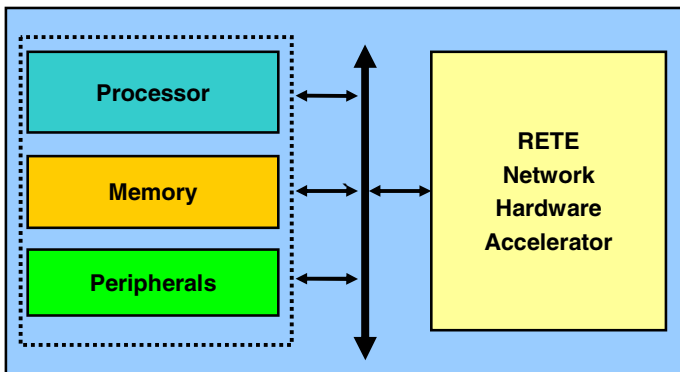 Processor
Memory
Peripherals
RETE
Network
Hardware
Accelerator